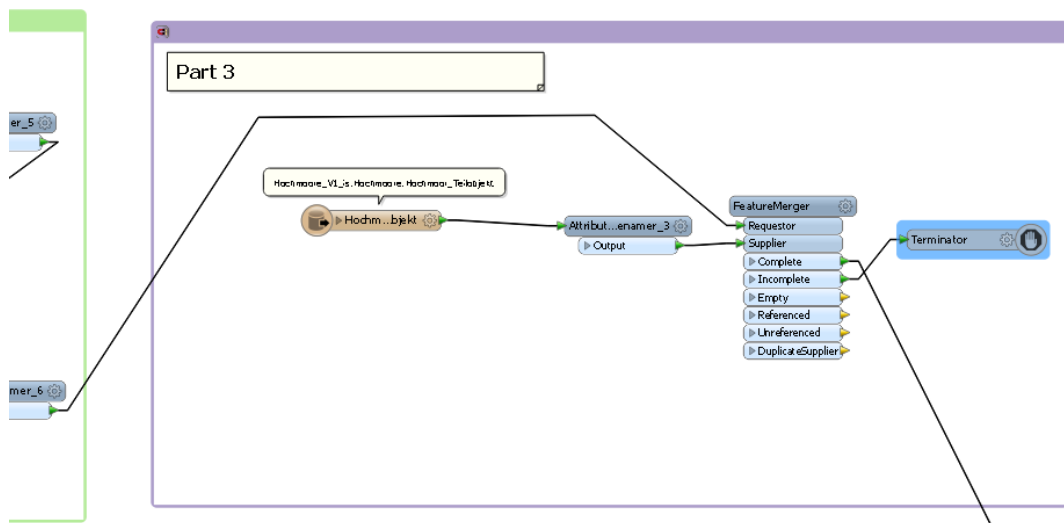 Part 3
er_5
Hochmoore_V1_is.Hochmoore.Hochmoor_Teilobjekt
Hochm...bjekt
Attribut...enamer_3
Output
FeatureMerger
Requestor
Supplier
Complete
Incomplete
Empty
Referenced
Unreferenced
DuplicateSupplier
Terminator
mer_6